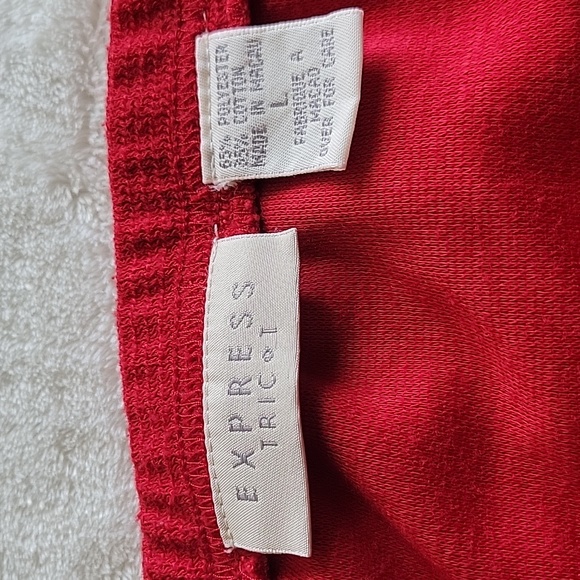 65% POLYESTER
35% COTTON
MADE IN MACAU
L
FABRIQUE A
MACAO
OVER FOR CARE
EXPRESS
TRICOT